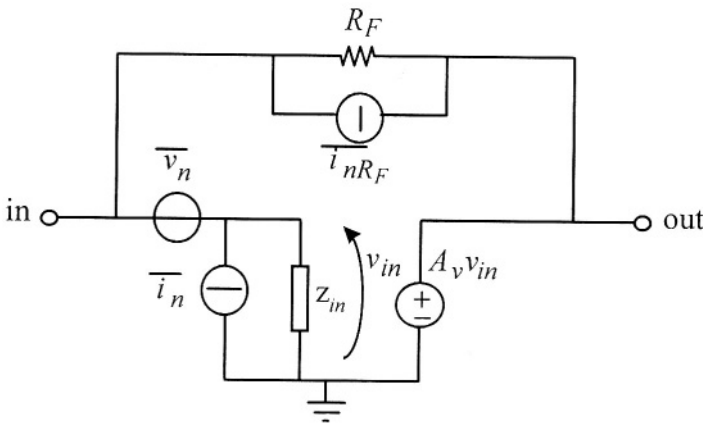 R_F
i_nR_F
v_n
in
i_n
z_in
v_in
A_v v_in
+
−
out